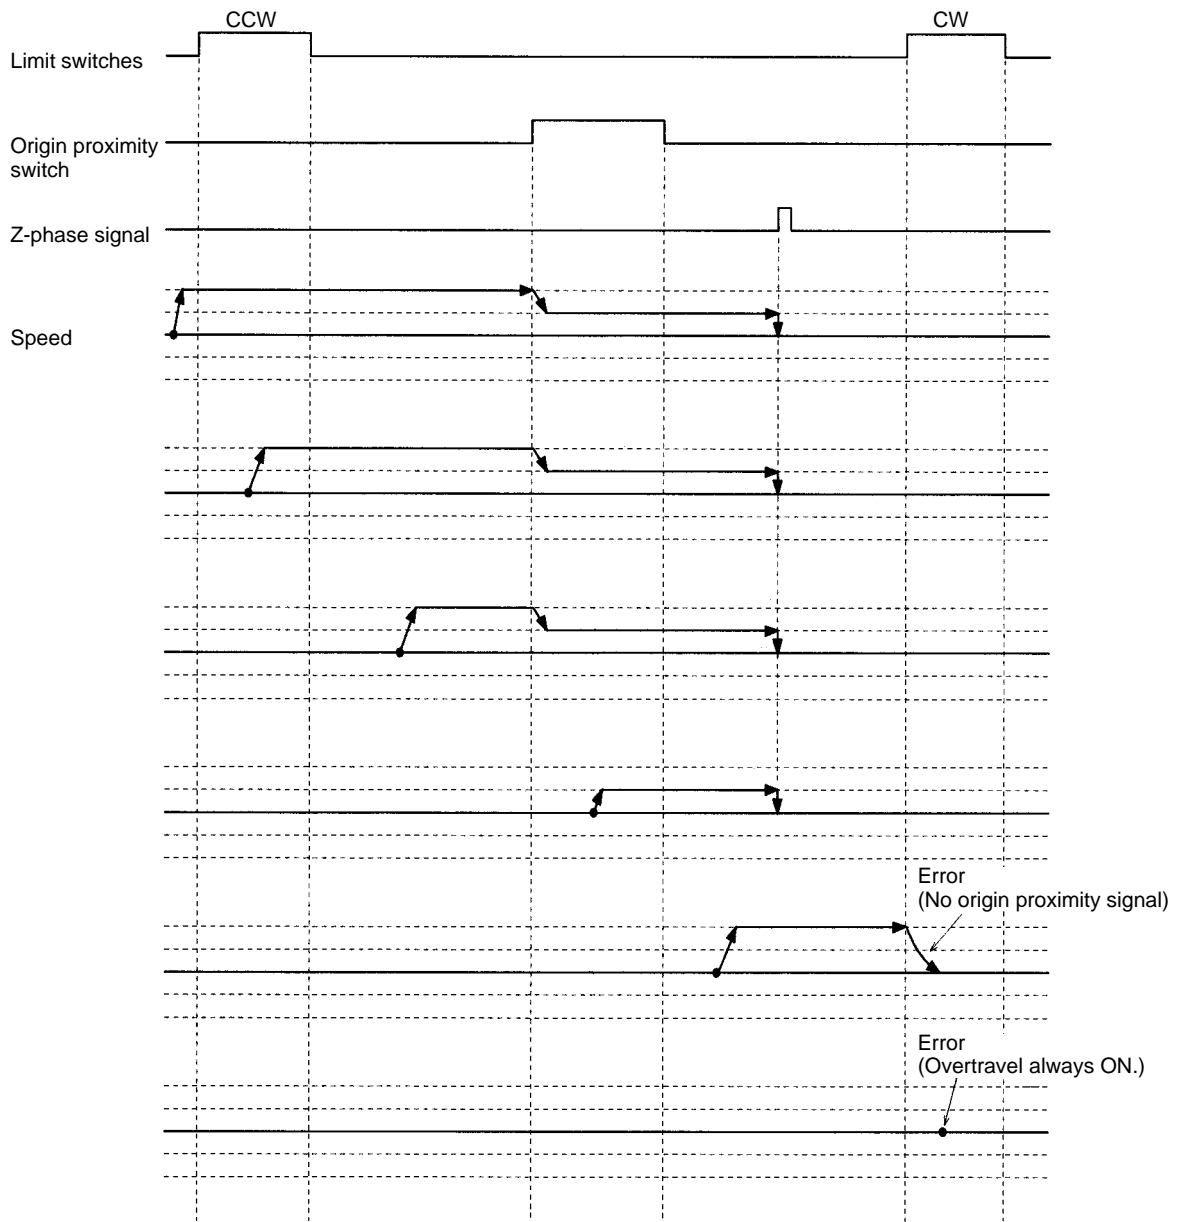 CCW
CW
Limit switches
Origin proximity
switch
Z-phase signal
Speed
Error
(No origin proximity signal)
Error
(Overtravel always ON.)